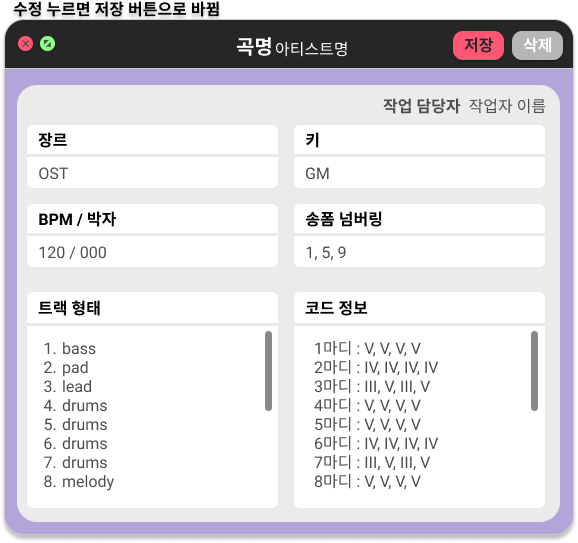 수정 누르면 저장 버튼으로 바뀜
곡명 아티스트명 저장 삭제
작업 담당자 작업자 이름
장르
OST
키
GM
BPM / 박자
120 / 000
송폼 넘버링
1, 5, 9
트랙 형태
1. bass
2. pad
3. lead
4. drums
5. drums
6. drums
7. drums
8. melody
코드 정보
1마디 : V, V, V, V
2마디 : IV, IV, IV, IV
3마디 : III, V, III, V
4마디 : V, V, V, V
5마디 : V, V, V, V
6마디 : IV, IV, IV, IV
7마디 : III, V, III, V
8마디 : V, V, V, V